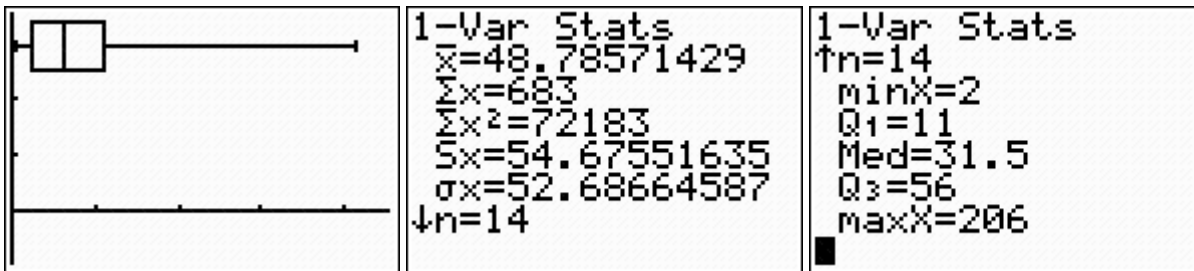 1-Var Stats
x̄=48.78571429
Σx=683
Σx²=72183
Sx=54.67551635
σx=52.68664587
↓n=14
1-Var Stats
↑n=14
minX=2
Q₁=11
Med=31.5
Q₃=56
maxX=206